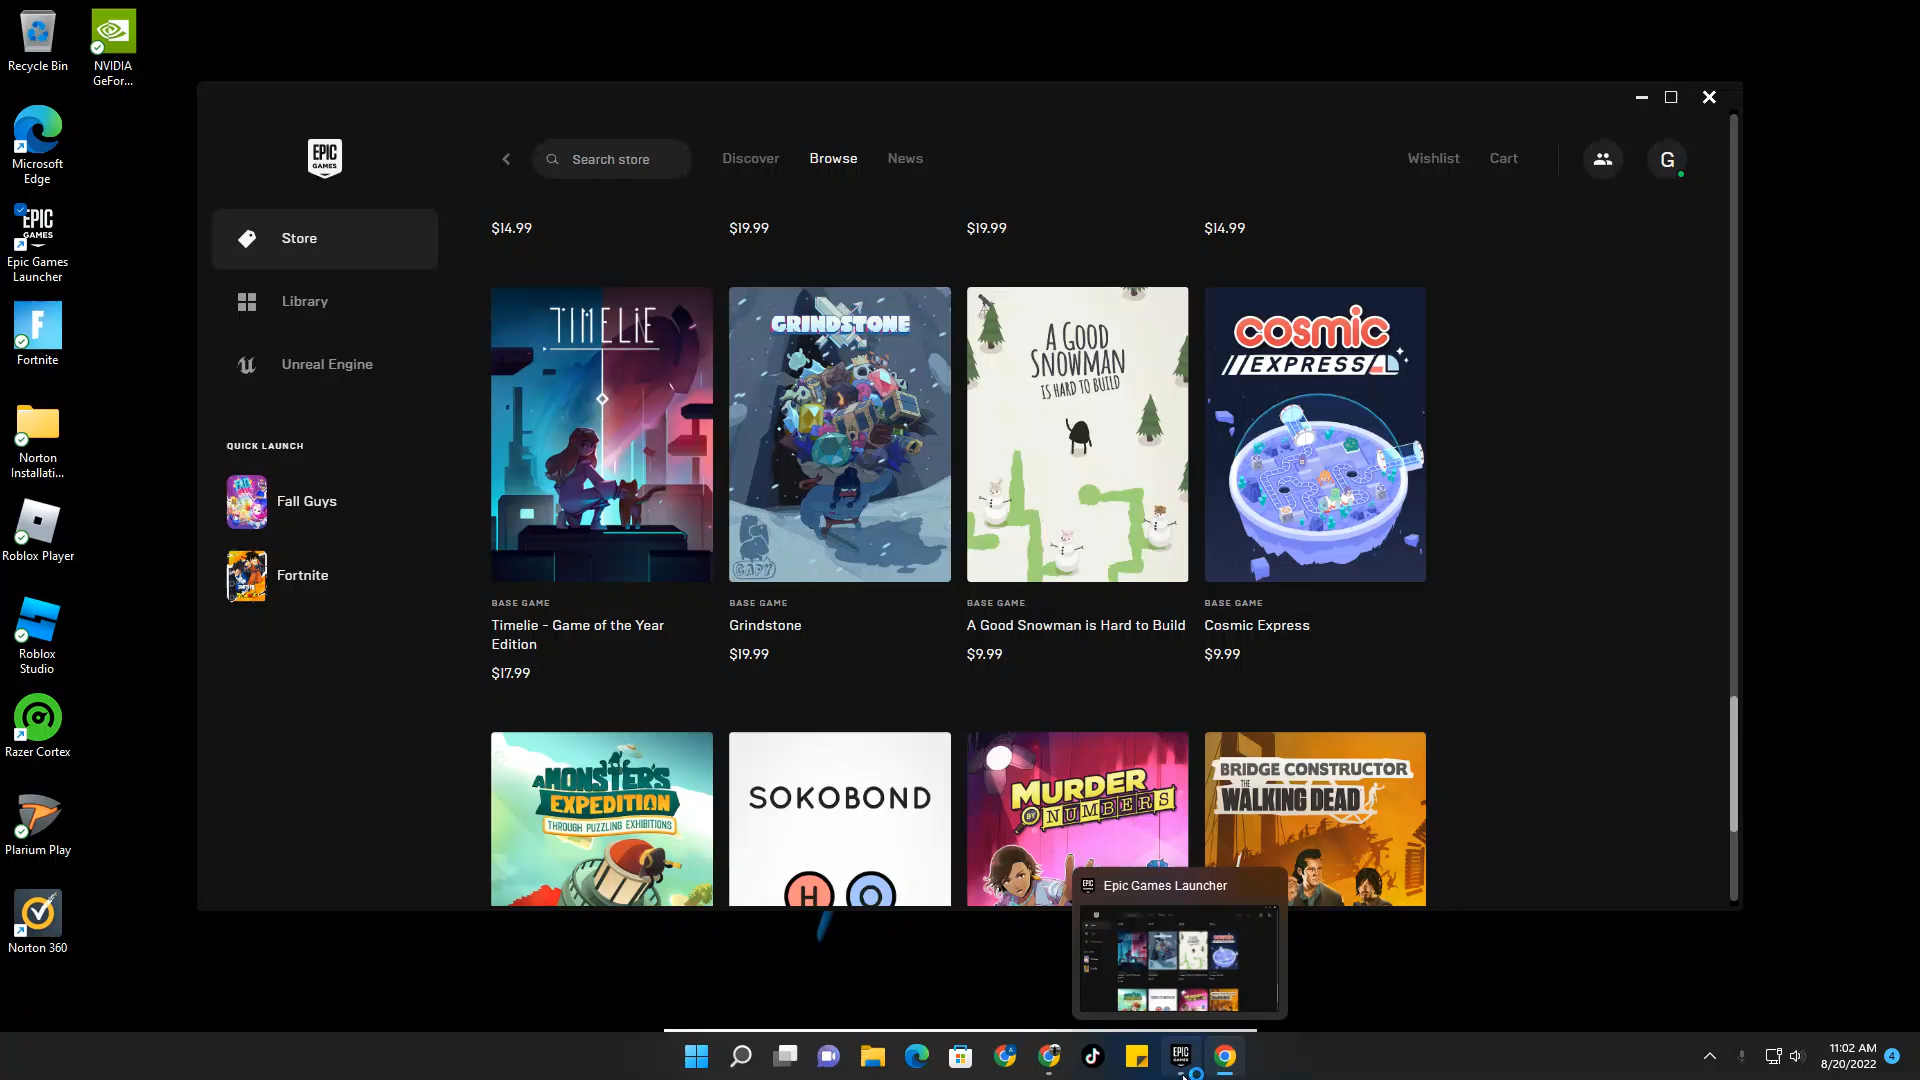 Recycle Bin
NVIDIA
GeFor...
Microsoft
Edge
EPIC
GAMES
Epic Games
Launcher
F
Fortnite
Norton
Installati...
Roblox Player
Roblox
Studio
Razer Cortex
Plarium Play
Norton 360
EPIC
GAMES
Search store
Discover
Browse
News
Wishlist
Cart
G
Store
Library
Unreal Engine
QUICK LAUNCH
Fall Guys
Fortnite
$14.99
$19.99
$19.99
$14.99
TIMELIE
GRINDSTONE
CAPY
A GOOD
SNOWMAN
IS HARD TO BUILD
COSMIC
EXPRESS
BASE GAME
Timelie - Game of the Year
Edition
$17.99
BASE GAME
Grindstone
$19.99
BASE GAME
A Good Snowman is Hard to Build
$9.99
BASE GAME
Cosmic Express
$9.99
A MONSTER'S
EXPEDITION
THROUGH PUZZLING EXHIBITIONS
SOKOBOND
H O
MURDER
BY NUMBERS
BRIDGE CONSTRUCTOR
THE
WALKING DEAD
EPIC
Epic Games Launcher
EPIC
GAMES
11:02 AM
8/20/2022
4